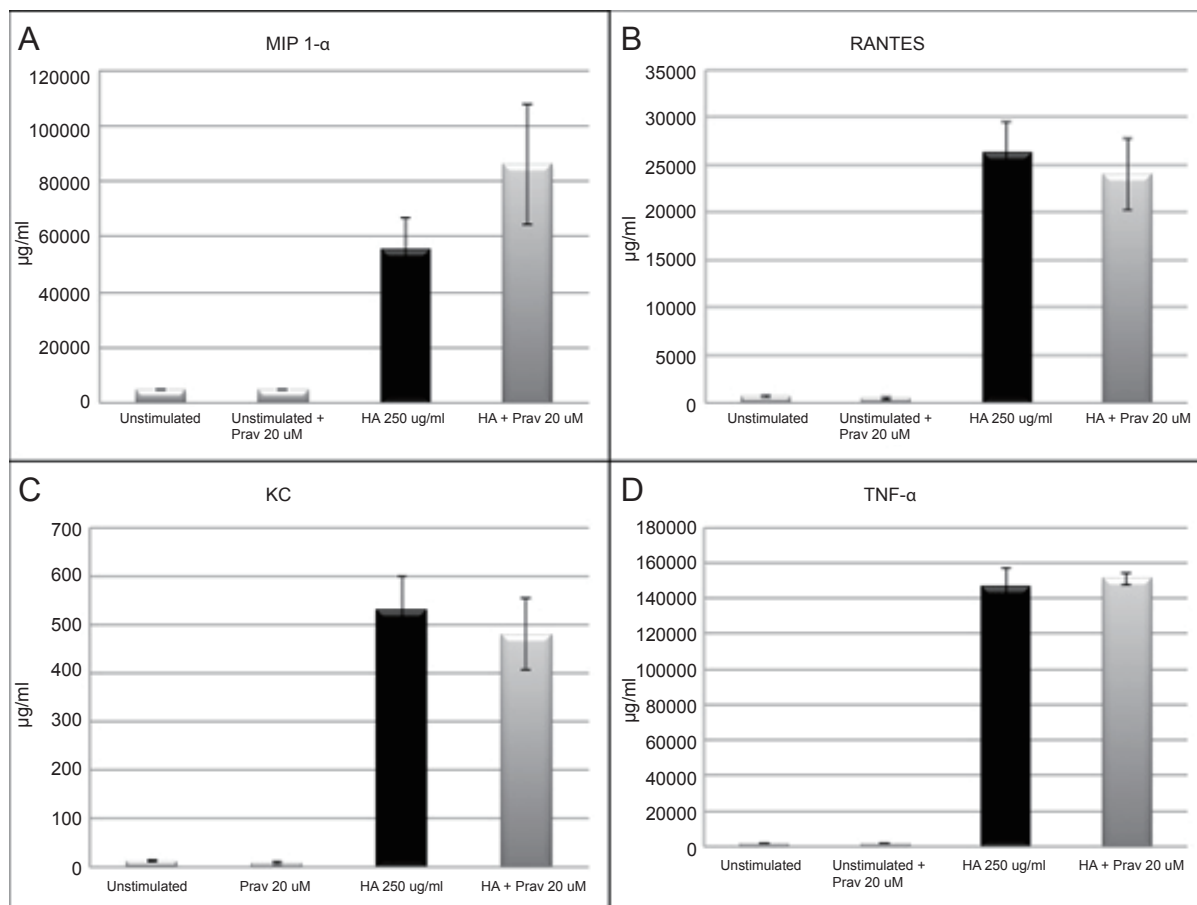 A
MIP 1-α
120000
100000
80000
60000
40000
20000
0
µg/ml
Unstimulated
Unstimulated +
Prav 20 uM
HA 250 ug/ml
HA + Prav 20 uM
B
RANTES
35000
30000
25000
20000
15000
10000
5000
0
µg/ml
Unstimulated
Unstimulated +
Prav 20 uM
HA 250 ug/ml
HA + Prav 20 uM
C
KC
700
600
500
400
300
200
100
0
µg/ml
Unstimulated
Prav 20 uM
HA 250 ug/ml
HA + Prav 20 uM
D
TNF-α
180000
160000
140000
120000
100000
80000
60000
40000
20000
0
µg/ml
Unstimulated
Unstimulated +
Prav 20 uM
HA 250 ug/ml
HA + Prav 20 uM